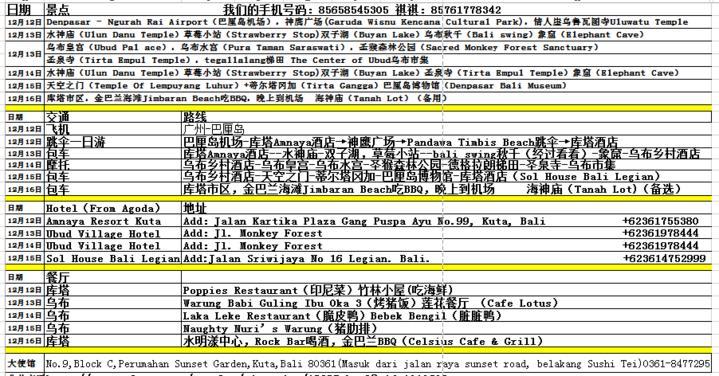 日期 景点 我们的手机号码: 85658545305 祺祺: 85761778342
12月12日 Denpasar - Ngurah Rai Airport (巴厘岛机场), 神鹰广场(Garuda Wisnu Kencana Cultural Park), 情人崖乌鲁瓦图寺Uluwatu Temple
12月13日 水神庙 (Ulun Danu Temple) 草莓小站 (Strawberry Stop)双子湖 (Buyan Lake) 乌布秋千 (Bali swing) 象窟 (Elephant Cave)
12月13日 乌布皇宫 (Ubud Pal ace), 乌布水宫 (Pura Taman Saraswati), 圣猴森林公园 (Sacred Monkey Forest Sanctuary)
圣泉寺 (Tirta Empul Temple), tegallalang梯田 The Center of Ubud乌布市集
12月14日 水神庙 (Ulun Danu Temple) 草莓小站 (Strawberry Stop)双子湖 (Buyan Lake) 圣泉寺 (Tirta Empul Temple) 象窟 (Elephant Cave)
12月15日 天空之门 (Temple Of Lempuyang Luhur) +蒂尔塔冈加 (Tirta Gangga) 巴厘岛博物馆 (Denpasar Bali Museum)
12月16日 库塔市区, 金巴兰海滩Jimbaran Beach吃BBQ, 晚上到机场 海神庙 (Tanah Lot) (备用)
日期 交通 路线
12月12日 飞机 广州-巴厘岛
12月12日 跳伞一日游 巴厘岛机场-库塔Amnaya酒店→神鹰广场→Pandawa Timbis Beach跳伞→库塔酒店
12月13日 包车 库塔Amnaya酒店--水神庙-双子湖, 草莓小站--bali swing秋千 (经过看看) -象窟-乌布乡村酒店
12月14日 摩托 乌布乡村酒店-乌布皇宫-乌布水宫-圣猴森林公园-德格拉朗梯田-圣泉寺-乌布市集
12月15日 包车 乌布乡村酒店-天空之门-蒂尔塔冈加-巴厘岛博物馆-库塔酒店 (Sol House Bali Legian)
12月16日 包车 库塔市区, 金巴兰海滩Jimbaran Beach吃BBQ, 晚上到机场 海神庙 (Tanah Lot) (备选)
日期 Hotel (From Agoda) 地址
12月12日 Amnaya Resort Kuta Add: Jalan Kartika Plaza Gang Puspa Ayu No.99, Kuta, Bali +62361755380
12月13日 Ubud Village Hotel Add: Jl. Monkey Forest +6236978444
12月14日 Ubud Village Hotel Add: Jl. Monkey Forest +6236978444
12月15日 Sol House Bali Legian Add:Jalan Sriwijaya No 16 Legian. Bali. +623614752999
日期 餐厅
12月12日 库塔 Poppies Restaurant (印尼菜) 竹林小屋(吃海鲜)
12月13日 乌布 Warung Babi Guling Ibu Oka 3 (烤猪饭) 莲花餐厅 (Cafe Lotus)
12月14日 乌布 Laka Leke Restaurant (脆皮鸭) Bebek Bengil (脏脏鸭)
12月15日 乌布 Naughty Nuri's Warung (猪肋排)
12月16日 库塔 水明漾中心, Rock Bar喝酒, 金巴兰BBQ (Celsius Cafe & Grill)
大使馆 No.9,Block C,Perumahan Sunset Garden,Kuta,Bali 80361(Masuk dari jalan raya sunset road, belakang Sushi Tei)0361-8477295